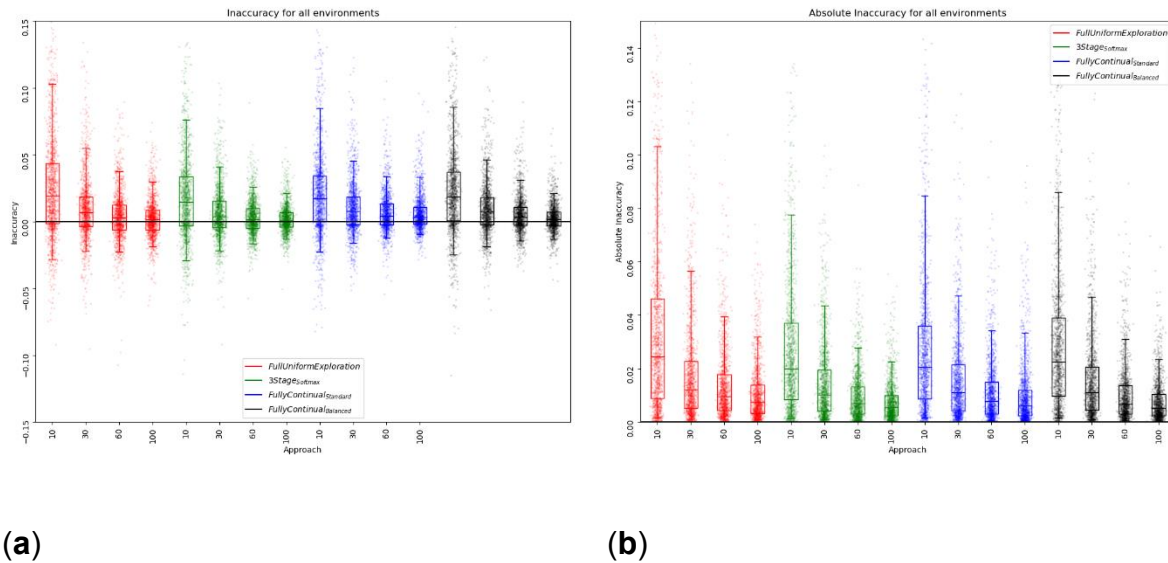 Inaccuracy for all environments
0.15
0.10
0.05
0.00
−0.05
−0.10
−0.15
Inaccuracy
FullUniformExploration
3StageSoftmax
FullyContinualStandard
FullyContinualBalanced
10 30 60 100 10 30 60 100 10 30 60 100
Approach
(a)
Absolute Inaccuracy for all environments
0.14
0.12
0.10
0.08
0.06
0.04
0.02
0.00
Absolute Inaccuracy
FullUniformExploration
3StageSoftmax
FullyContinualStandard
FullyContinualBalanced
10 30 60 100 10 30 60 100 10 30 60 100 10 30 60 100
Approach
(b)